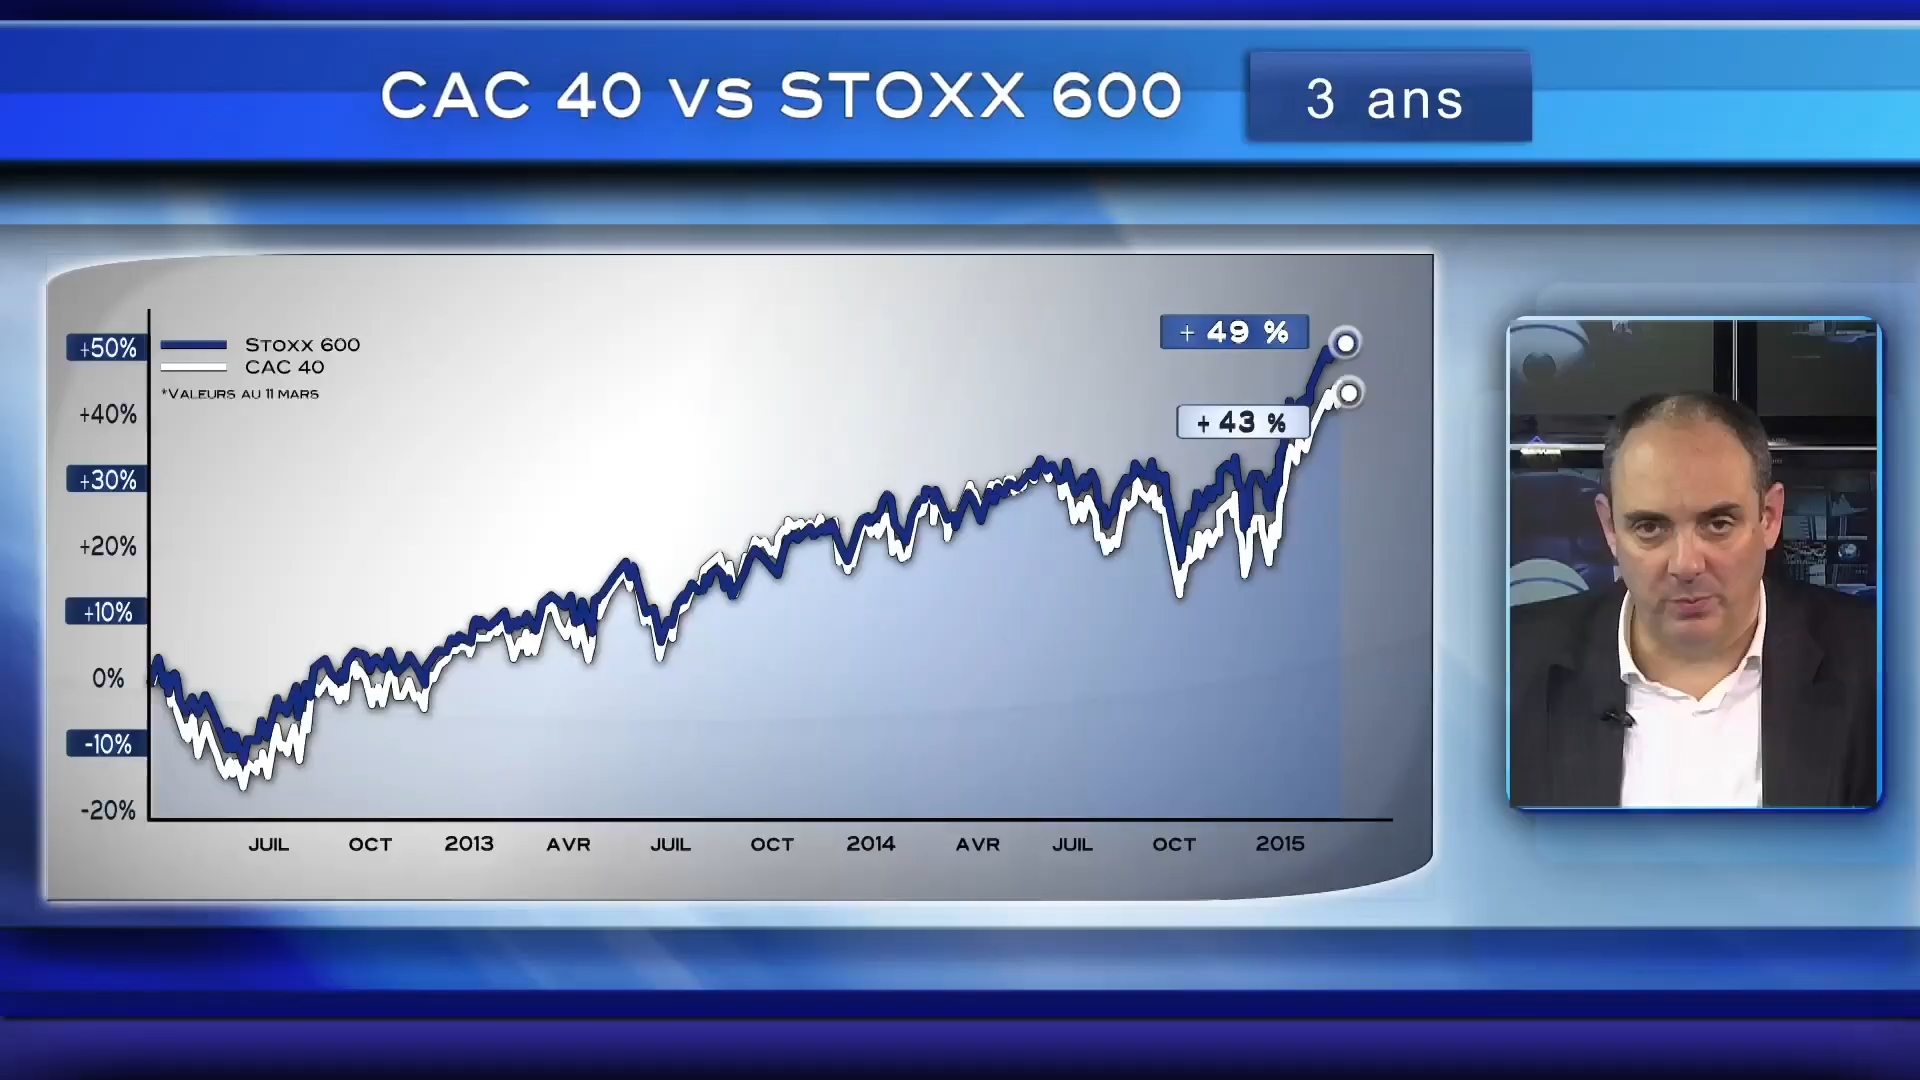 CAC 40 vs STOXX 600
3 ans
+ 49 %
+ 43 %
Stoxx 600
CAC 40
*Valeurs au 11 mars
+50%
+40%
+30%
+20%
+10%
0%
-10%
-20%
JUIL OCT 2013 AVR JUIL OCT 2014 AVR JUIL OCT 2015